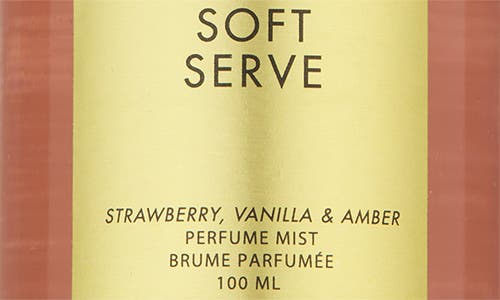 SOFT
SERVE
STRAWBERRY, VANILLA & AMBER
PERFUME MIST
BRUME PARFUMÉE
100 ML